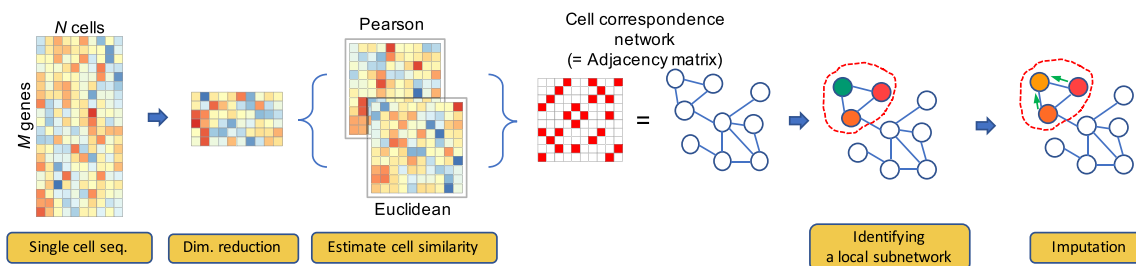 N cells
M genes
Pearson
Euclidean
Cell correspondence
network
(= Adjacency matrix)
=
Single cell seq.
Dim. reduction
Estimate cell similarity
Identifying
a local subnetwork
Imputation